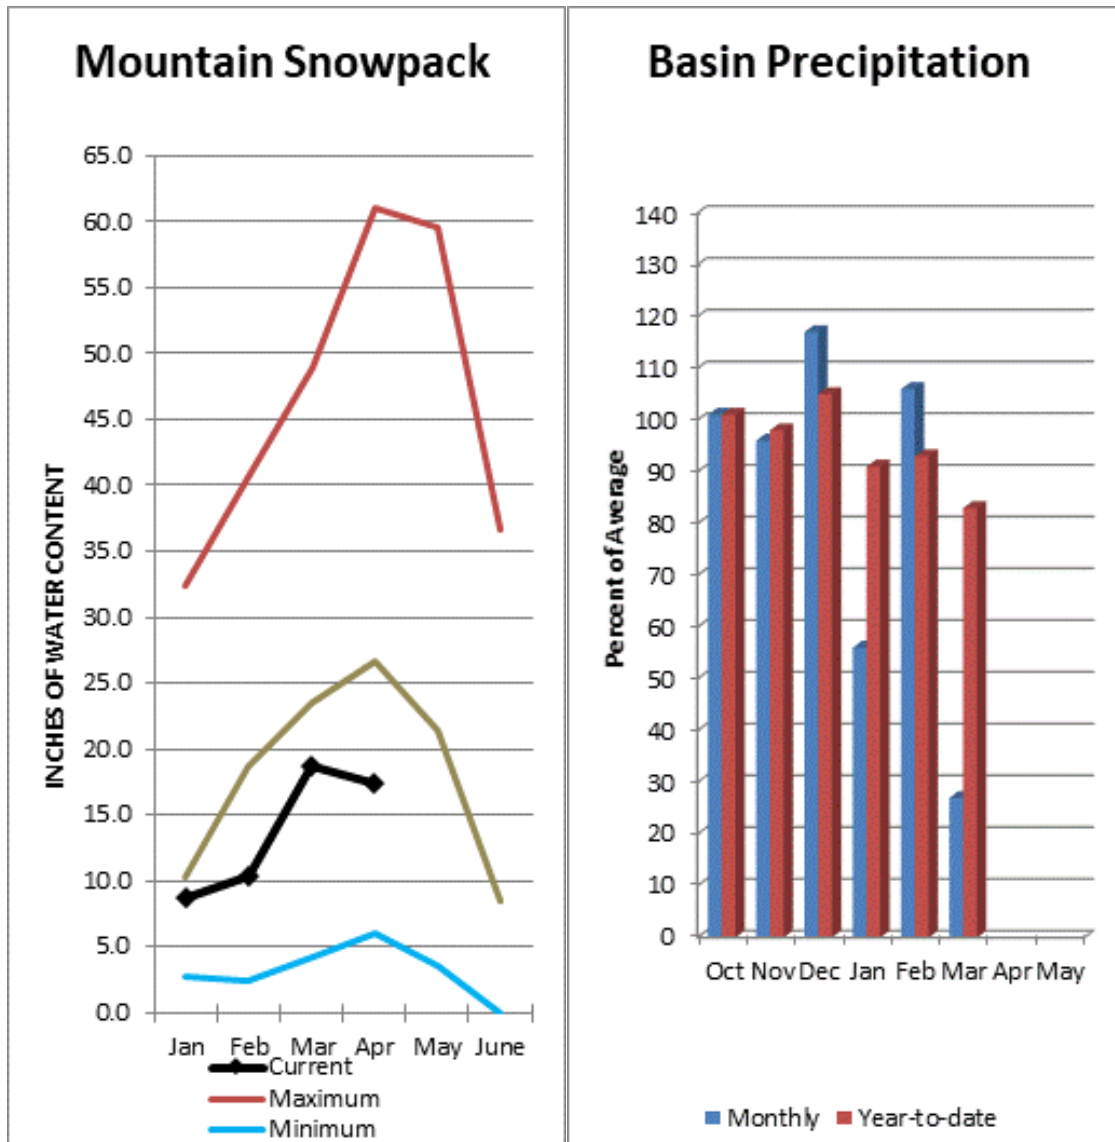 Mountain Snowpack
65.0
60.0
55.0
50.0
45.0
40.0
35.0
30.0
25.0
20.0
15.0
10.0
5.0
0.0
INCHES OF WATER CONTENT
Jan Feb Mar Apr May June
Current
Maximum
Minimum
Basin Precipitation
140
130
120
110
100
90
80
70
60
50
40
30
20
10
0
Percent of Average
Oct Nov Dec Jan Feb Mar Apr May
Monthly Year-to-date